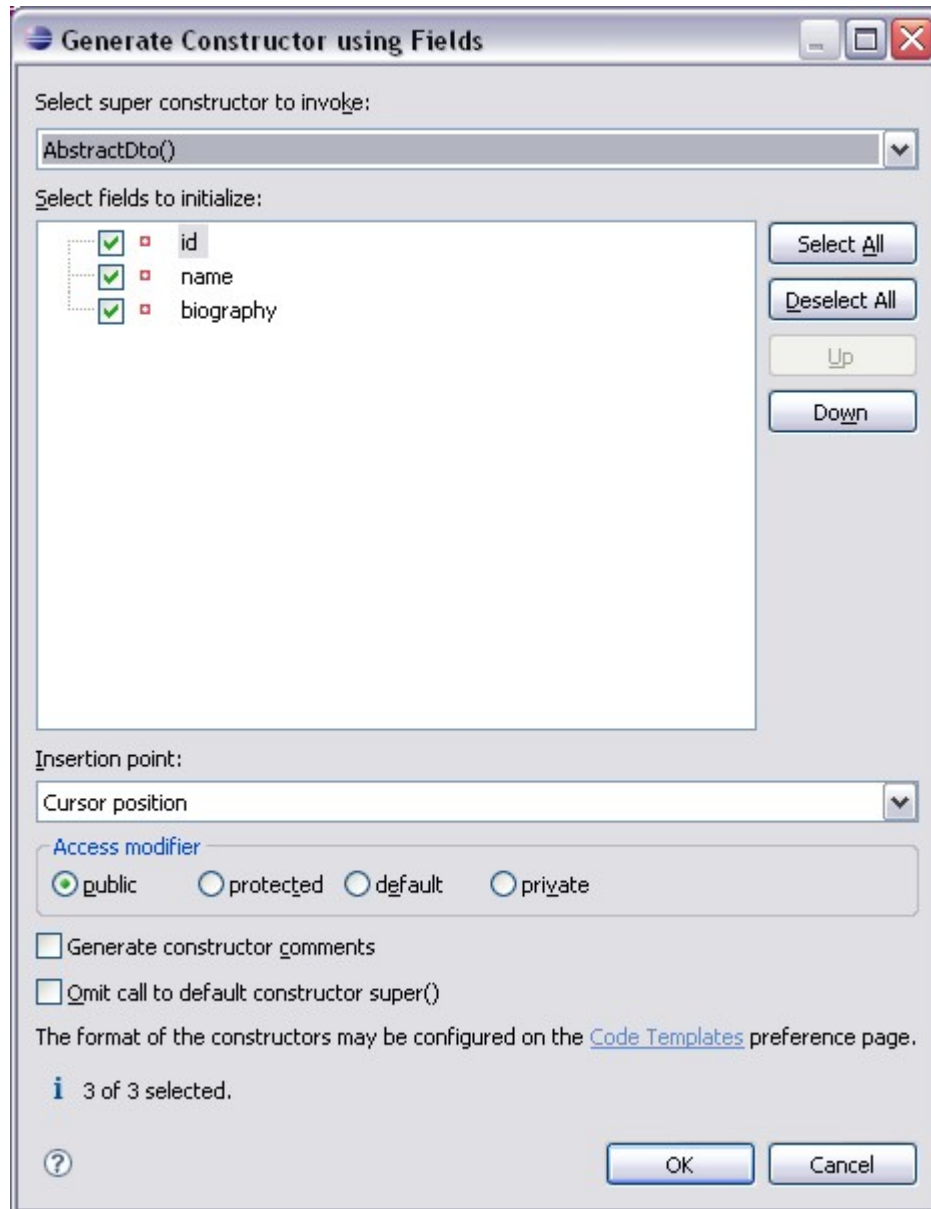 Generate Constructor using Fields
Select super constructor to invoke:
AbstractDto()
Select fields to initialize:
id
name
biography
Select All
Deselect All
Up
Down
Insertion point:
Cursor position
Access modifier
public protected default private
Generate constructor comments
Omit call to default constructor super()
The format of the constructors may be configured on the Code Templates preference page.
i 3 of 3 selected.
?
OK Cancel